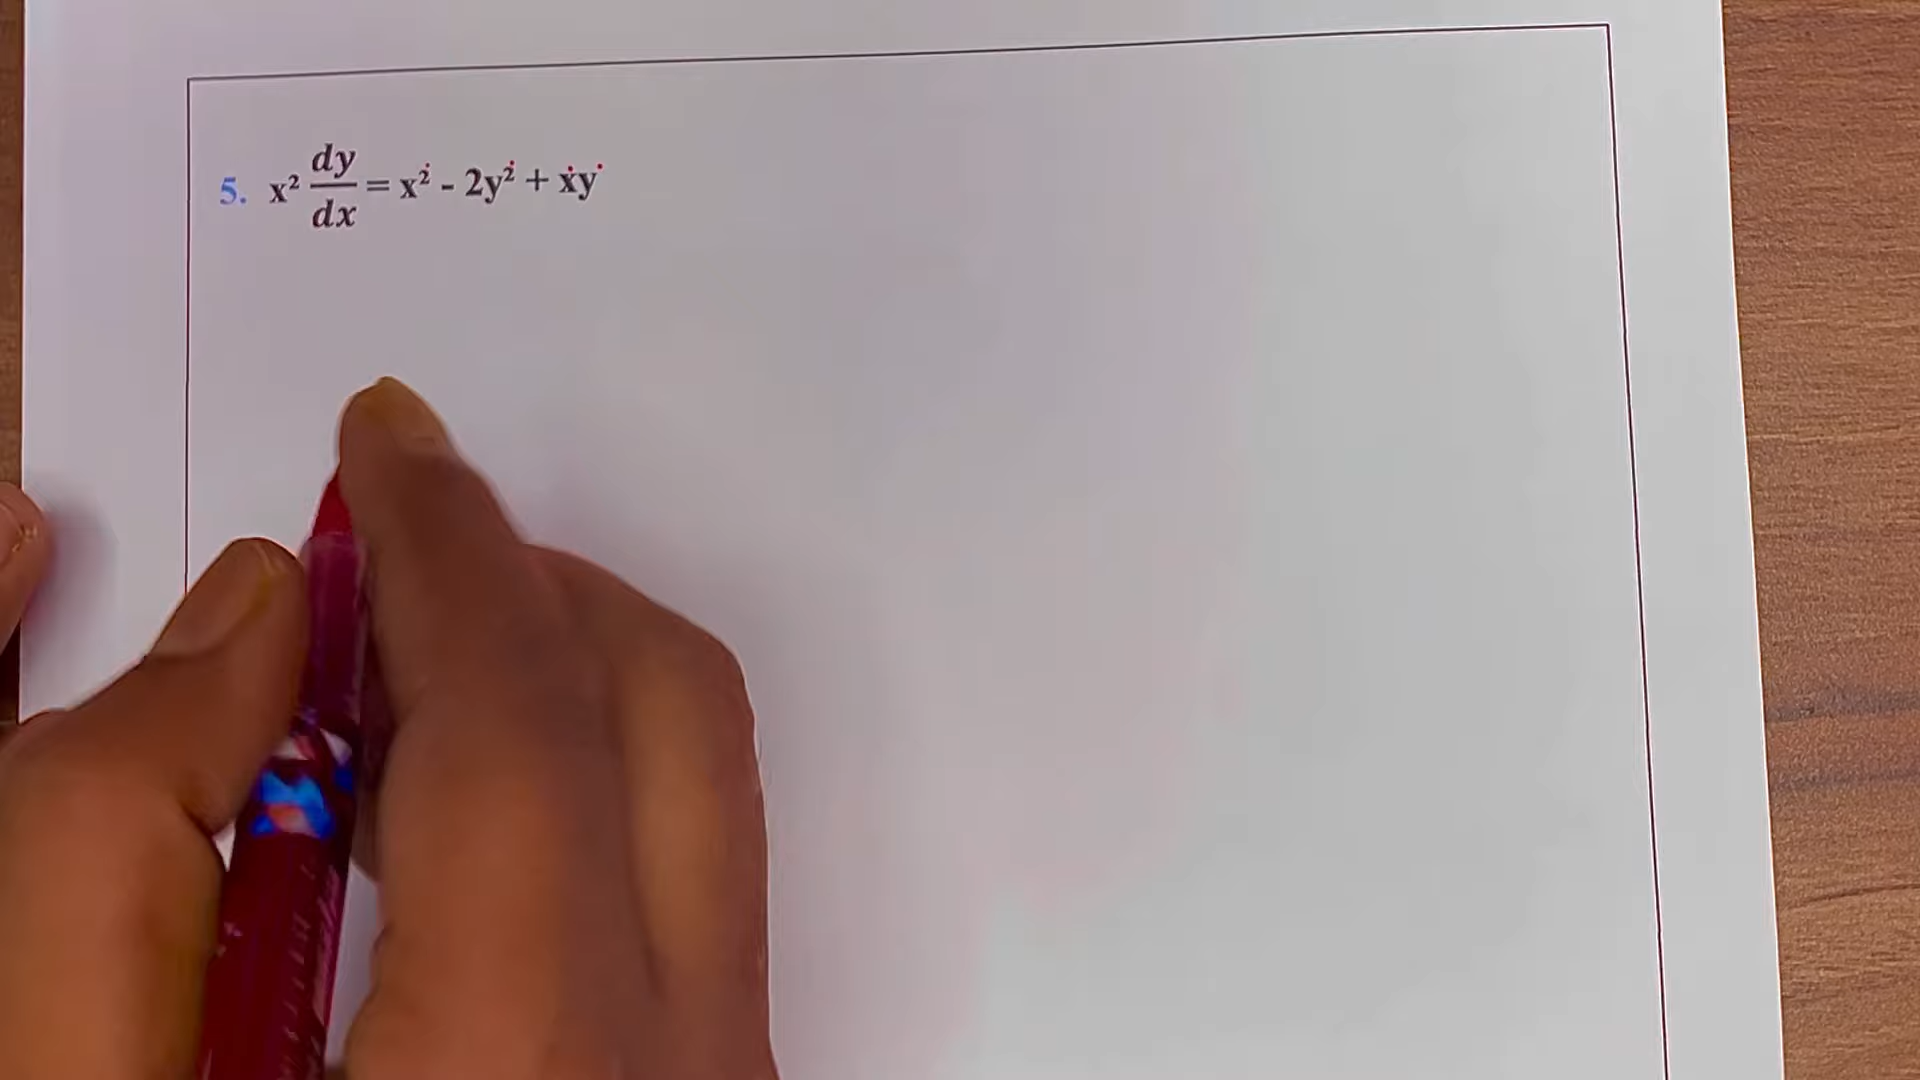 5. x² dy/dx = x² - 2y² + xy